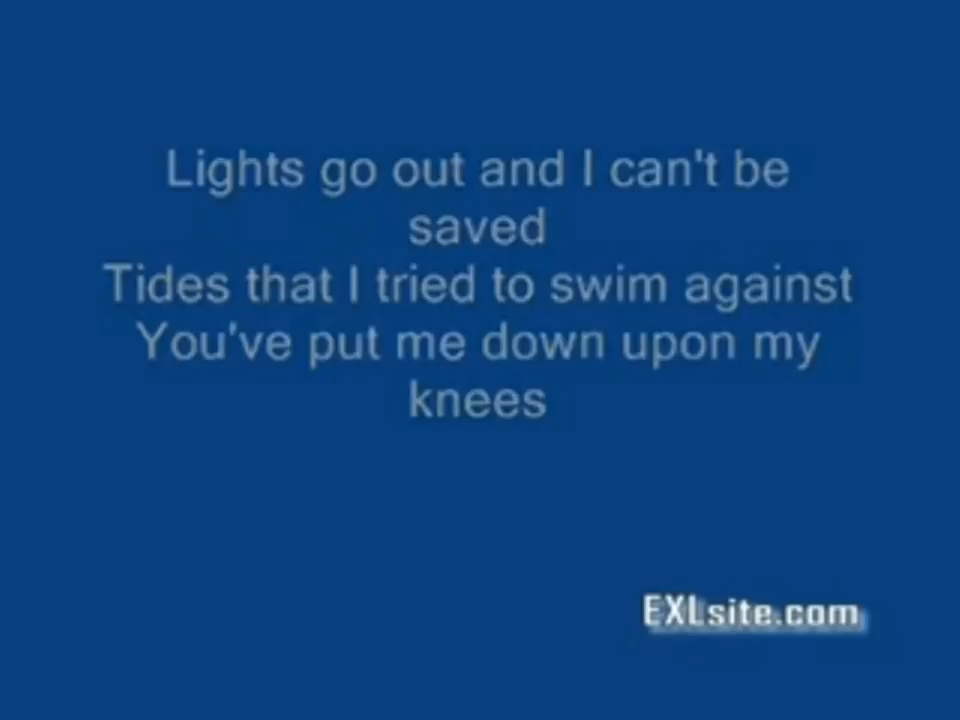 Lights go out and I can't be
saved
Tides that I tried to swim against
You've put me down upon my
knees
EXLsite.com